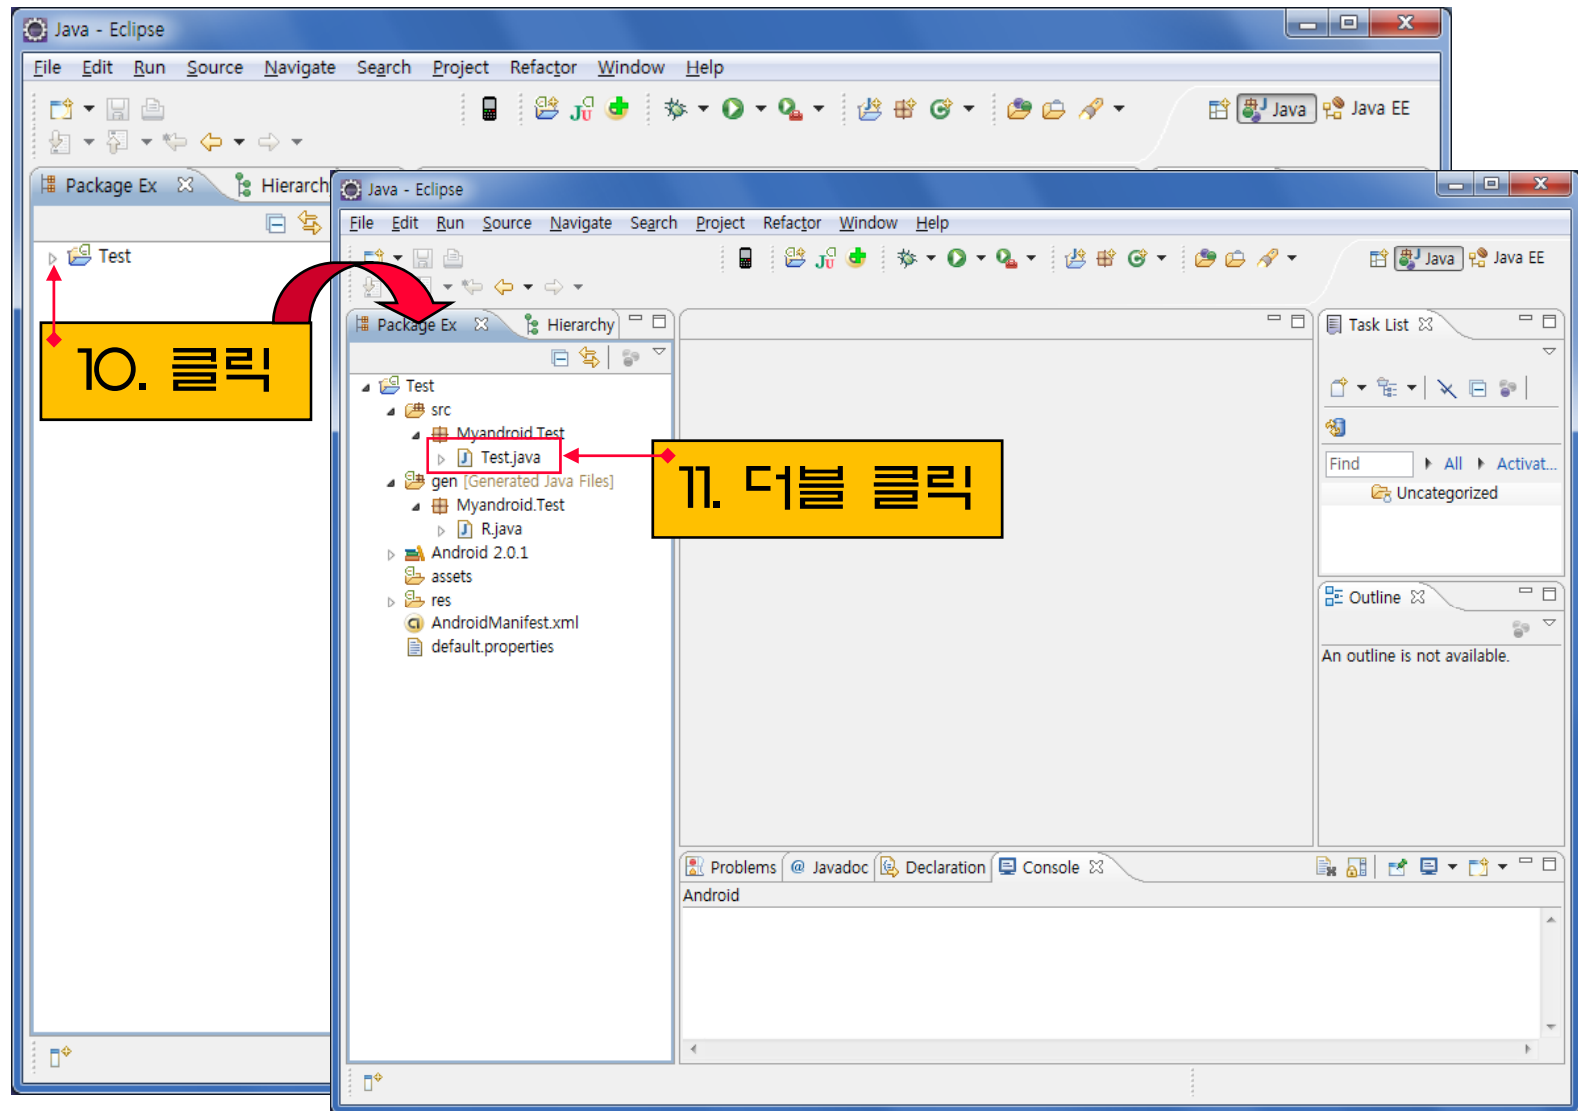 Java - Eclipse
File Edit Run Source Navigate Search Project Refactor Window Help
Java Java EE
Package Ex Hierarch
Test
10. 클릭
Java - Eclipse
File Edit Run Source Navigate Search Project Refactor Window Help
Java Java EE
Package Ex Hierarchy
Test
src
Myandroid.Test
Test.java
gen [Generated Java Files]
Myandroid.Test
R.java
Android 2.0.1
assets
res
AndroidManifest.xml
default.properties
11. 더블 클릭
Task List
Find All Activat...
Uncategorized
Outline
An outline is not available.
Problems @ Javadoc Declaration Console
Android